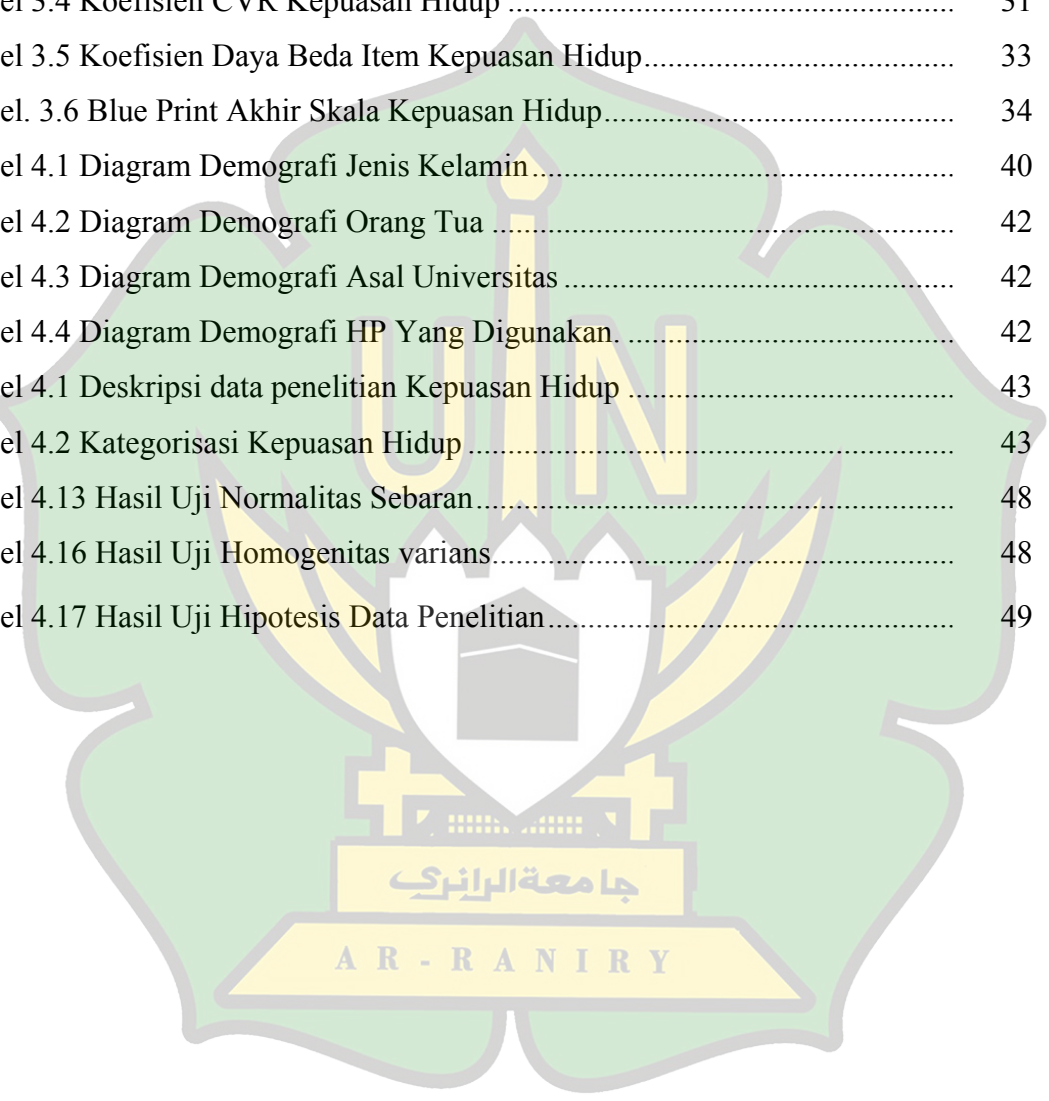 el 3.4 Koefisien CVR Kepuasan Hidup .......... 31
el 3.5 Koefisien Daya Beda Item Kepuasan Hidup .......... 33
el. 3.6 Blue Print Akhir Skala Kepuasan Hidup .......... 34
el 4.1 Diagram Demografi Jenis Kelamin .......... 40
el 4.2 Diagram Demografi Orang Tua .......... 42
el 4.3 Diagram Demografi Asal Universitas .......... 42
el 4.4 Diagram Demografi HP Yang Digunakan. .......... 42
el 4.1 Deskripsi data penelitian Kepuasan Hidup .......... 43
el 4.2 Kategorisasi Kepuasan Hidup .......... 43
el 4.13 Hasil Uji Normalitas Sebaran .......... 48
el 4.16 Hasil Uji Homogenitas varians .......... 48
el 4.17 Hasil Uji Hipotesis Data Penelitian .......... 49
UIN
جامعة الرانري
AR-RANIRY